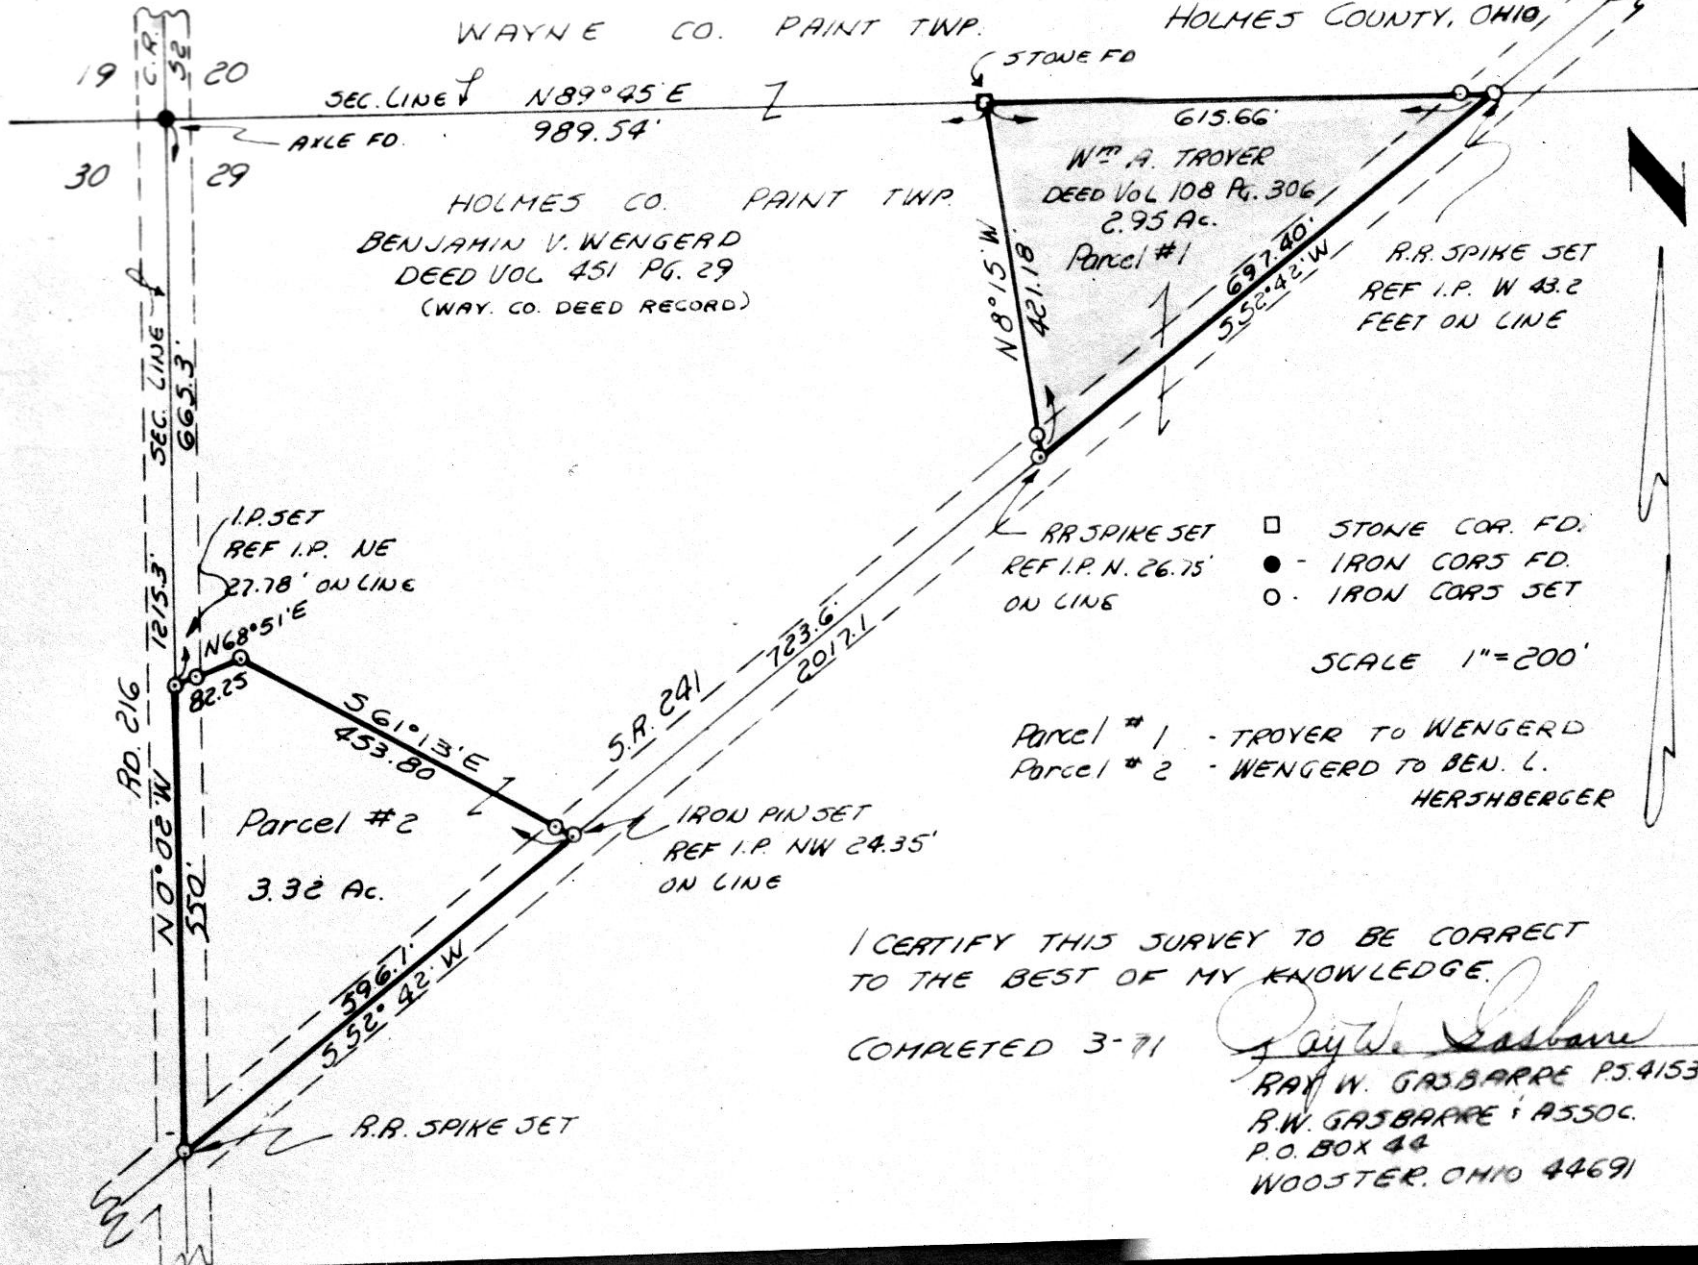 WAYNE CO. PAINT TWP.
HOLMES COUNTY, OHIO
C.R. 52
19 20
30 29
SEC. LINE
N89°45'E
989.54'
AXLE FD.
STONE FD
615.66'
Wm A. TROYER
DEED VOL 108 PG. 306
2.95 Ac.
Parcel #1
N8°15'W
421.18'
697.40'
S52°42'W
R.R. SPIKE SET
REF I.P. W 43.2
FEET ON LINE
HOLMES CO. PAINT TWP.
BENJAMIN V. WENGERD
DEED VOL 451 PG. 29
(WAY. CO. DEED RECORD)
SEC. LINE
665.3'
1215.3'
I.P. SET
REF I.P. NE
27.78' ON LINE
N68°51'E
82.25
RD. 216
S61°13'E
453.80
Parcel #2
3.32 Ac.
N0°02'W
550'
S.R. 241
723.6'
2017.1
RR SPIKE SET
REF I.P. N. 26.75'
ON LINE
STONE COR. FD.
- IRON CORS FD.
- IRON CORS SET
SCALE 1"=200'
Parcel #1 - TROYER TO WENGERD
Parcel #2 - WENGERD TO BEN. L.
HERSHBERGER
IRON PIN SET
REF I.P. NW 24.35'
ON LINE
596.7'
S52°42'W
R.R. SPIKE SET
I CERTIFY THIS SURVEY TO BE CORRECT
TO THE BEST OF MY KNOWLEDGE.
COMPLETED 3-71
Ray W. Gasbarre
RAY W. GASBARRE P.S. 4153
R.W. GASBARRE & ASSOC.
P.O. BOX 44
WOOSTER, OHIO 44691